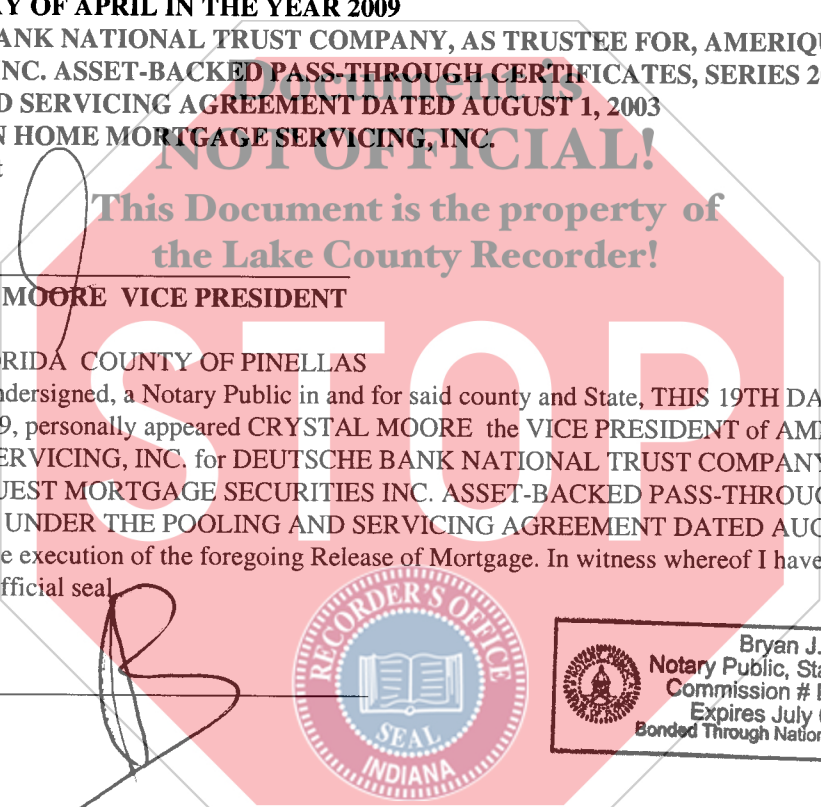 Y OF APRIL IN THE YEAR 2009
ANK NATIONAL TRUST COMPANY, AS TRUSTEE FOR, AMERIQU
INC. ASSET-BACKED PASS-THROUGH CERTIFICATES, SERIES 2
D SERVICING AGREEMENT DATED AUGUST 1, 2003
N HOME MORTGAGE SERVICING, INC.
Document is
NOT OFFICIAL!
This Document is the property of
the Lake County Recorder!
MOORE VICE PRESIDENT
STOP
RIDA COUNTY OF PINELLAS
ndersigned, a Notary Public in and for said county and State, THIS 19TH DA
9, personally appeared CRYSTAL MOORE the VICE PRESIDENT of AM
ERVICING, INC. for DEUTSCHE BANK NATIONAL TRUST COMPANY
UEST MORTGAGE SECURITIES INC. ASSET-BACKED PASS-THROUG
UNDER THE POOLING AND SERVICING AGREEMENT DATED AUG
e execution of the foregoing Release of Mortgage. In witness whereof I have
fficial seal
RECORDER'S OFFICE
SEAL
INDIANA
Bryan J.
Notary Public, Sta
Commission #
Expires July
Bonded Through Nation